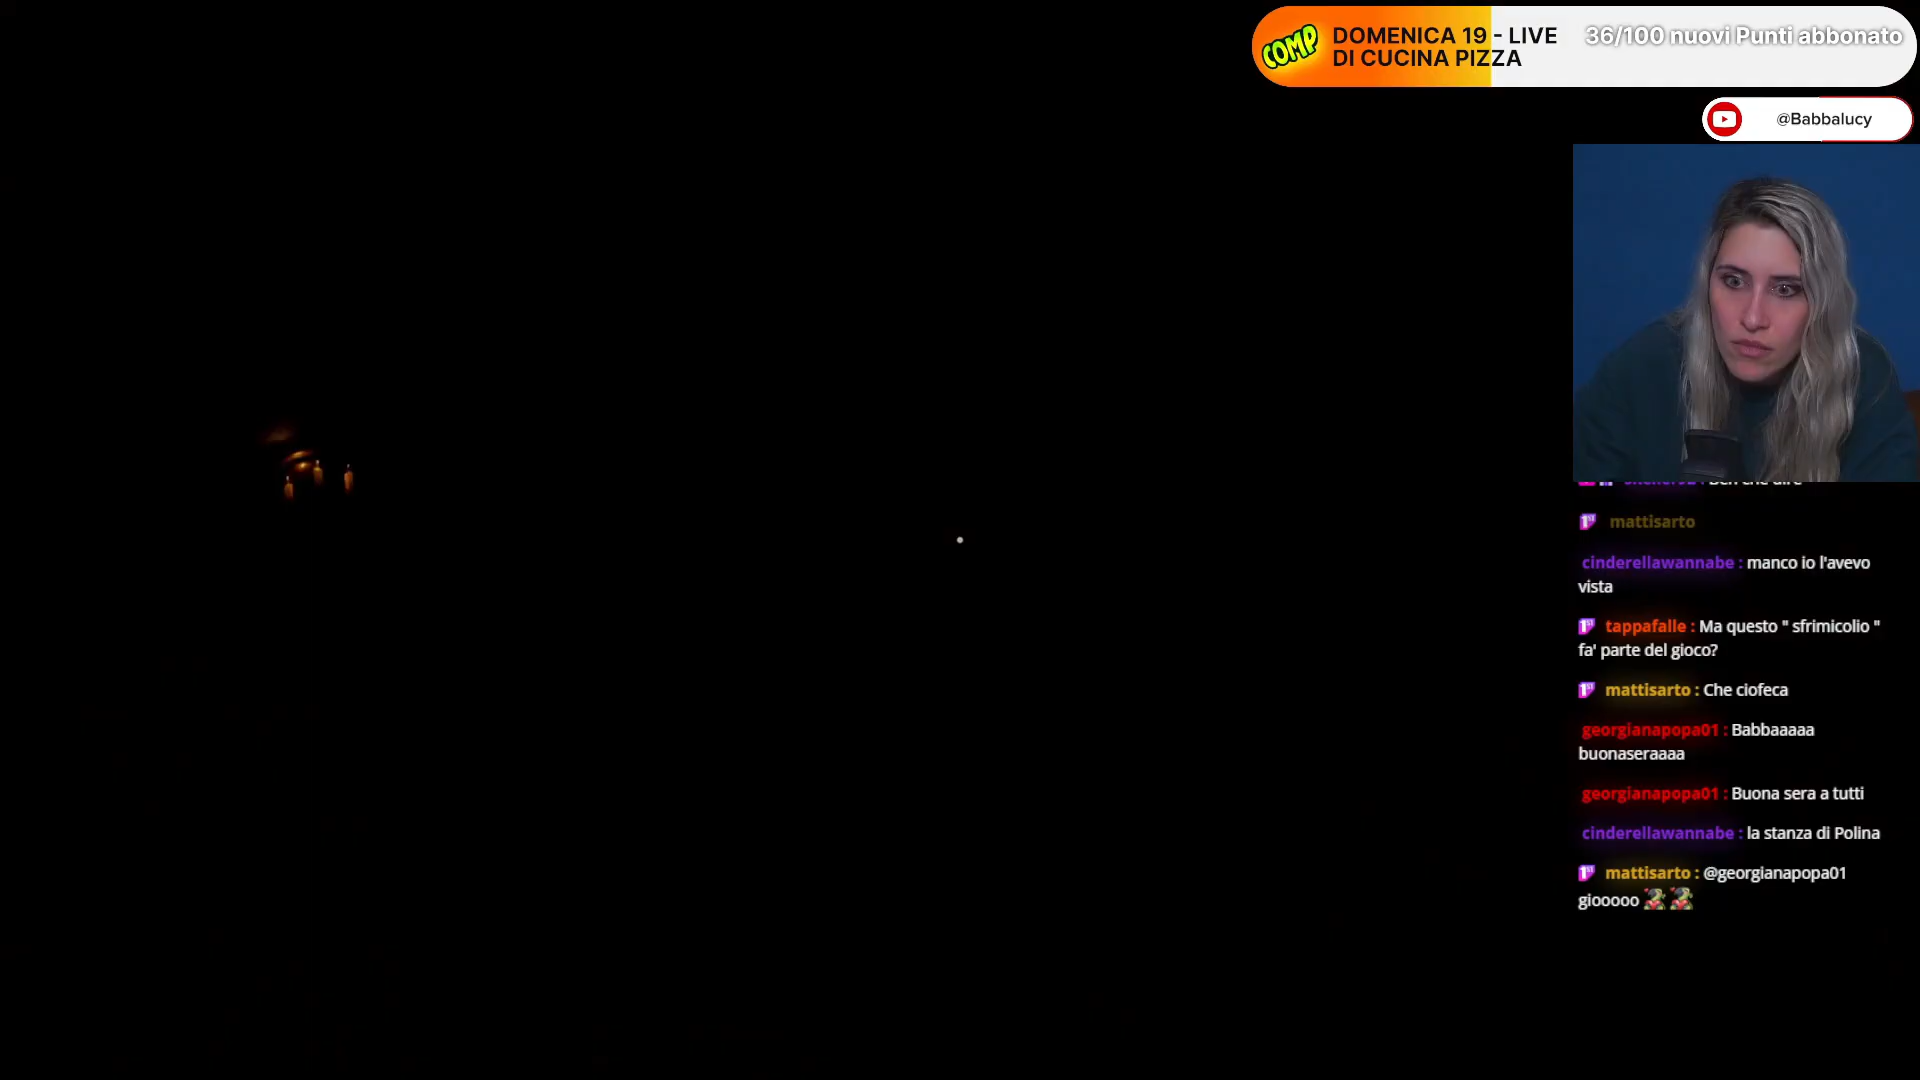 COMP
DOMENICA 19 - LIVE
DI CUCINA PIZZA
36/100 nuovi Punti abbonato
@Babbalucy
mattisarto
cinderellawannabe : manco io l'avevo
vista
tappafalle : Ma questo " sfrimicolio "
fa' parte del gioco?
mattisarto : Che ciofeca
georgianapopa01 : Babbaaaaa
buonaseraaaa
georgianapopa01 : Buona sera a tutti
cinderellawannabe : la stanza di Polina
mattisarto : @georgianapopa01
giooooo